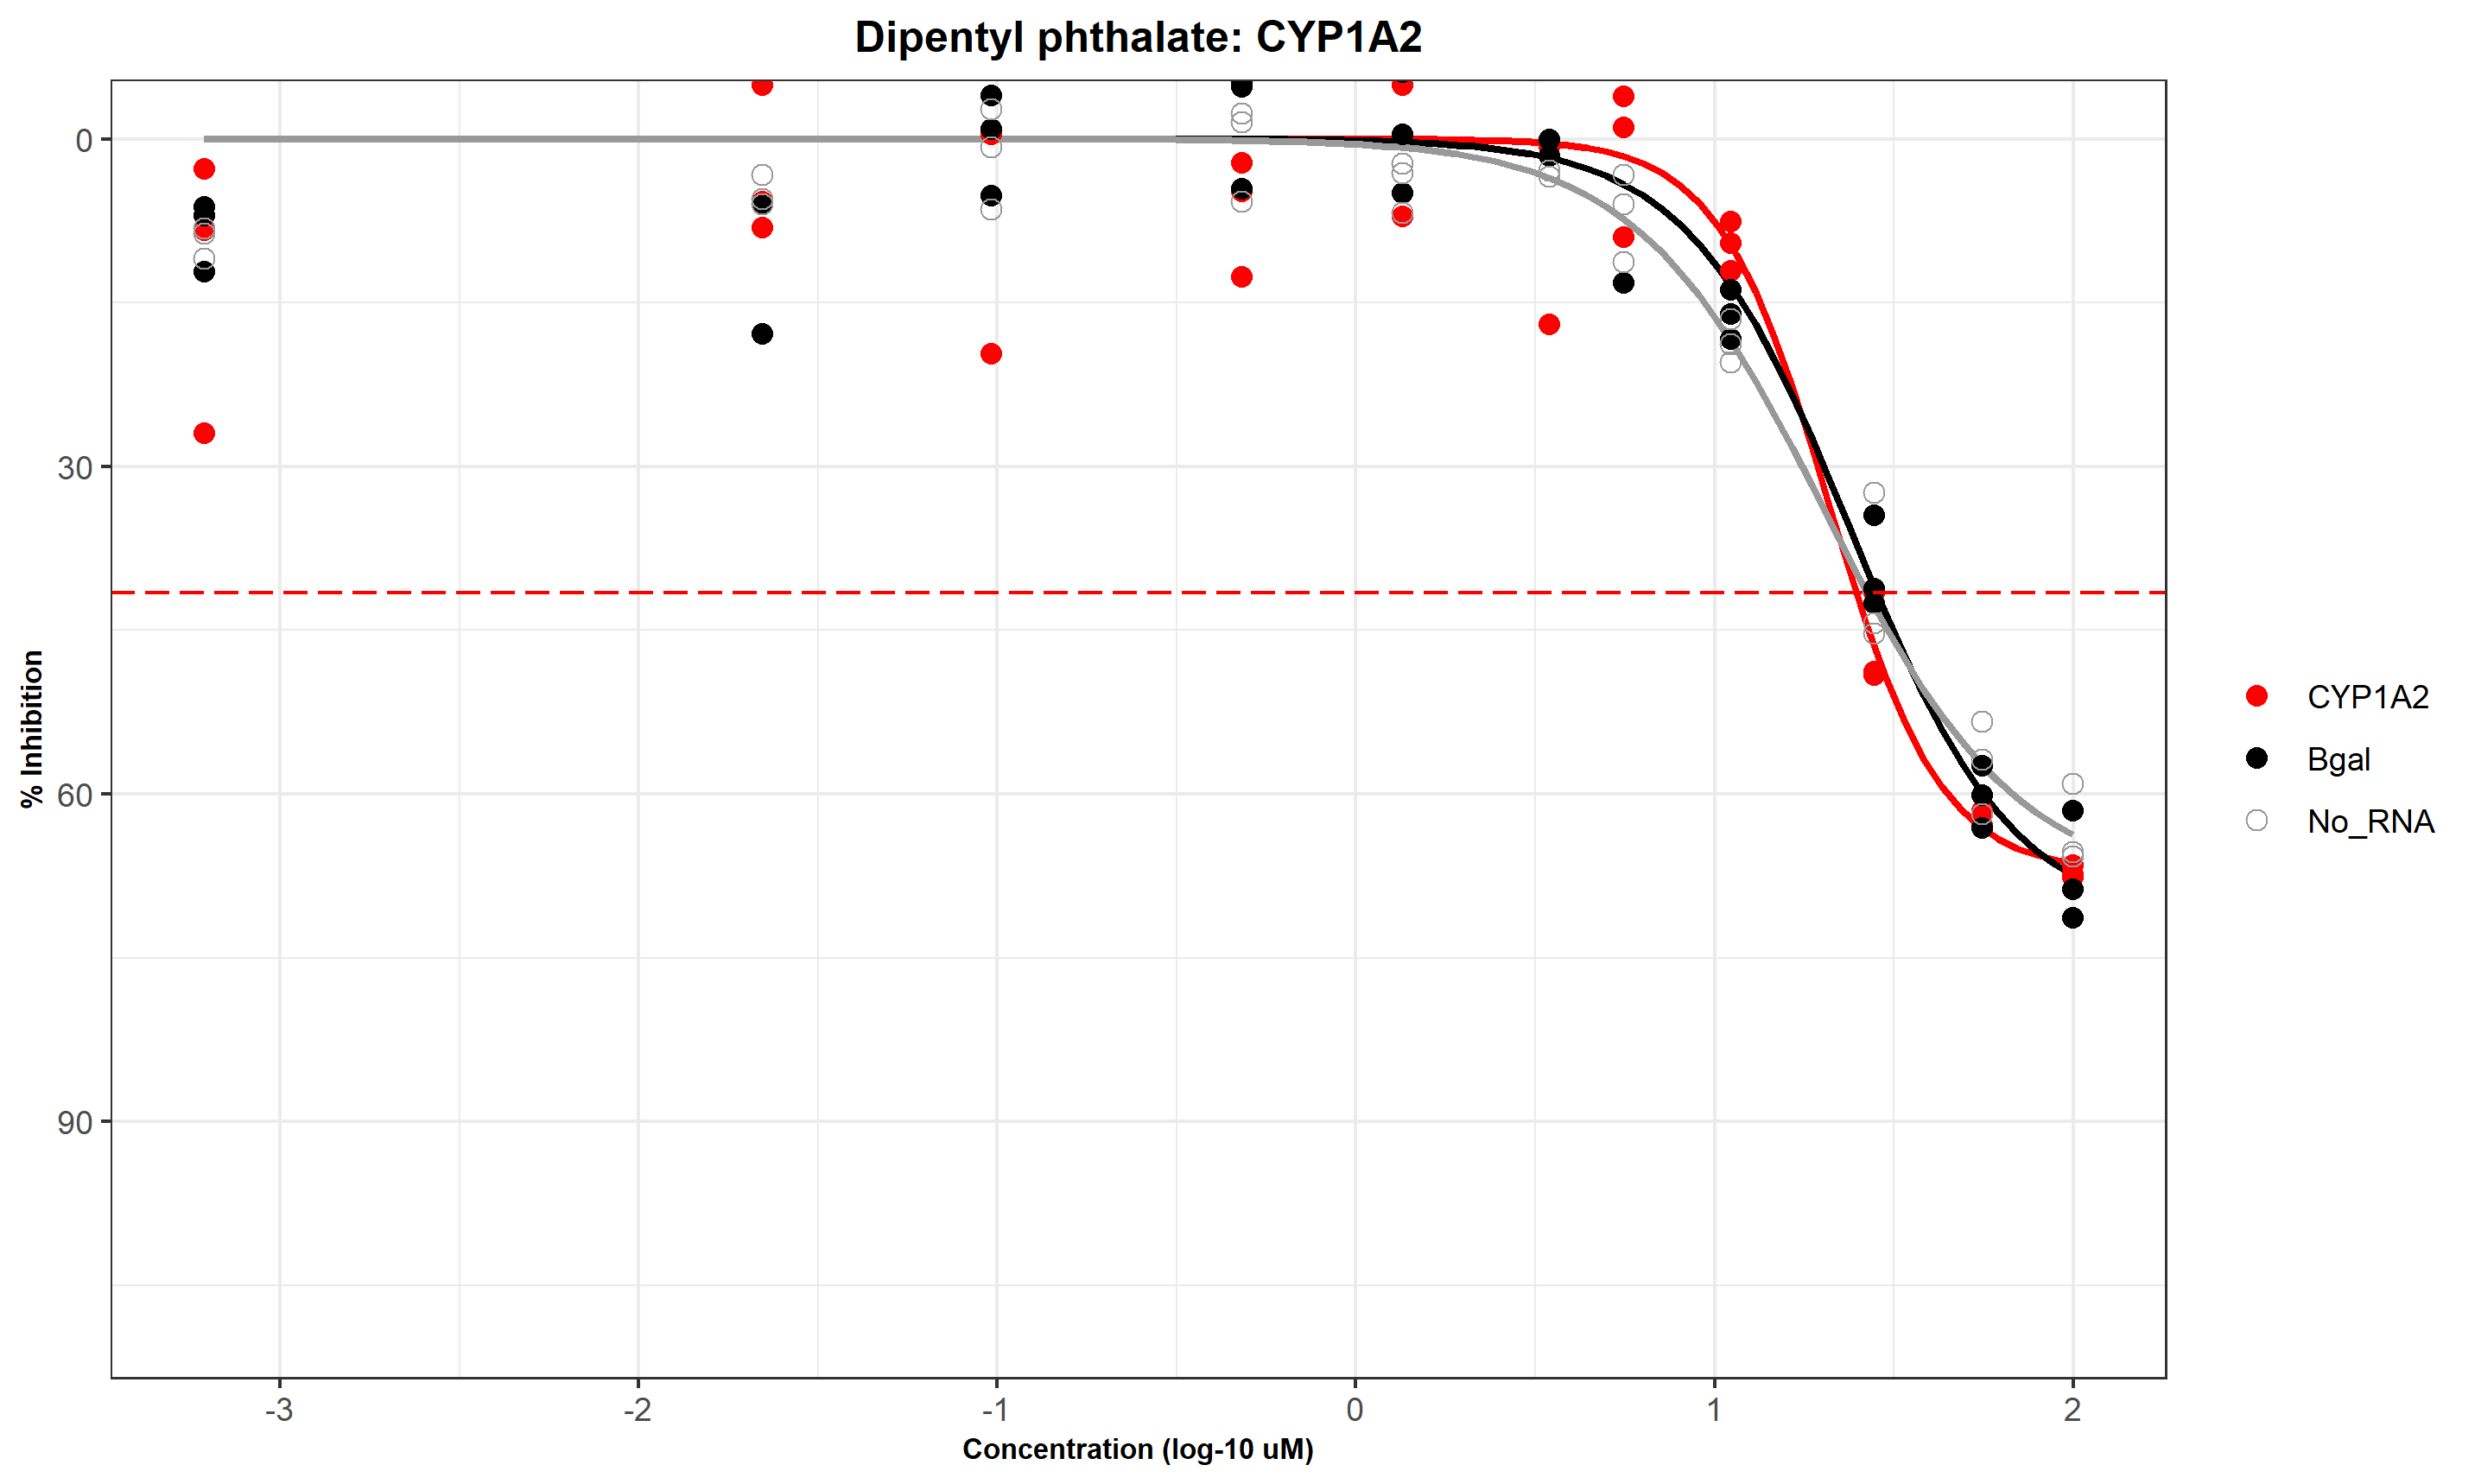 Dipentyl phthalate: CYP1A2
% Inhibition
0
30
60
90
-3
-2
-1
0
1
2
Concentration (log-10 uM)
CYP1A2
Bgal
No_RNA